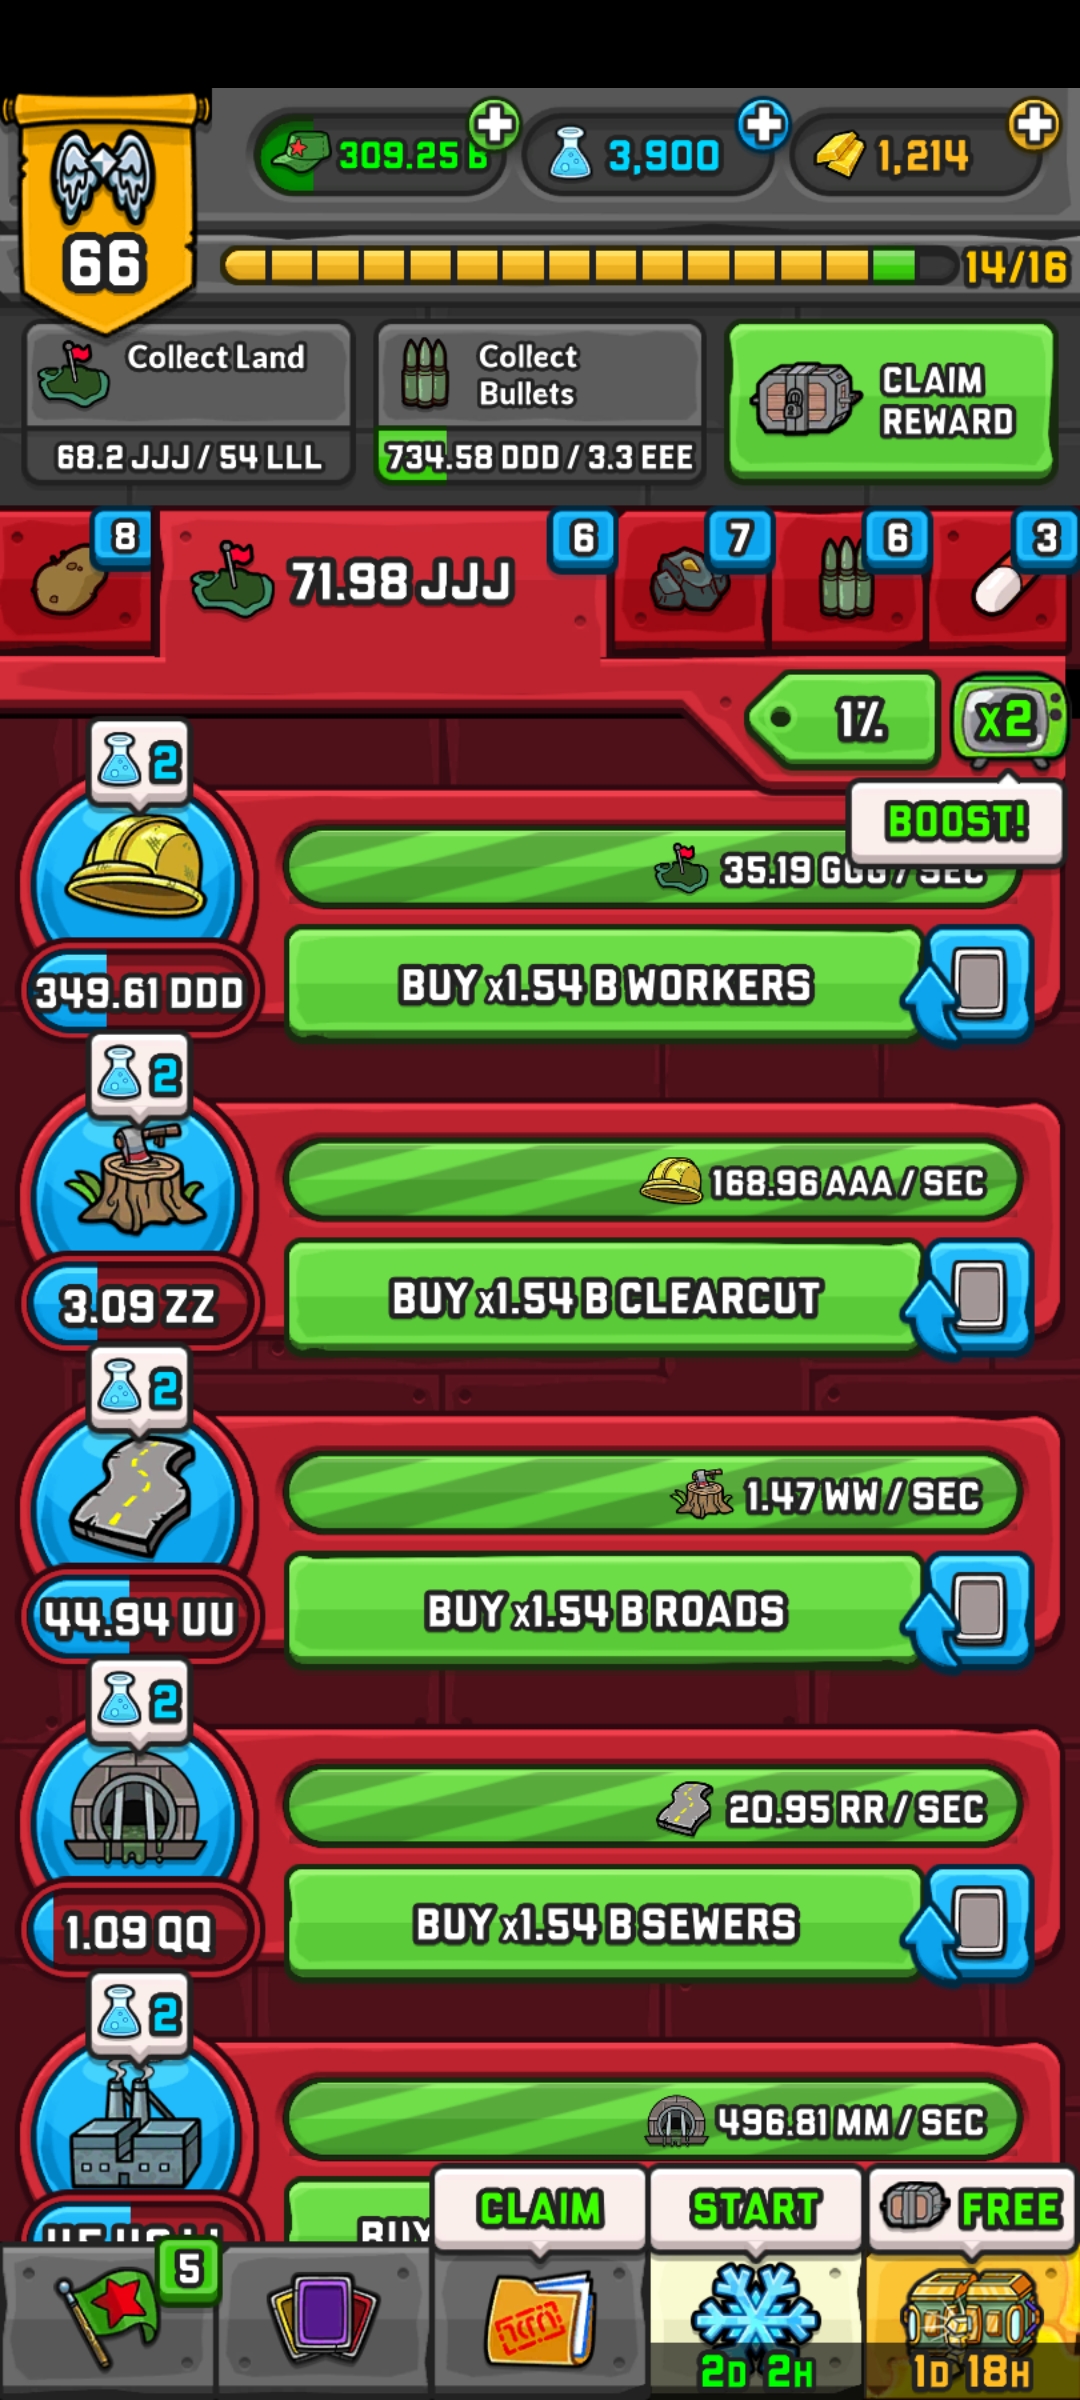 309.25 B
3,900
1,214
66
14/16
Collect Land
68.2 JJJ / 54 LLL
Collect
Bullets
734.58 DDD / 3.3 EEE
CLAIM
REWARD
8
71.98 JJJ
6
7
6
3
1%
x2
BOOST!
2
35.19 GGG / SEC
349.61 DDD
BUY x1.54 B WORKERS
2
168.96 AAA / SEC
3.09 ZZ
BUY x1.54 B CLEARCUT
2
1.47 WW / SEC
44.94 UU
BUY x1.54 B ROADS
2
20.95 RR / SEC
1.09 QQ
BUY x1.54 B SEWERS
2
496.81 MM / SEC
BUY
CLAIM
START
FREE
5
2D 2H
1D 18H